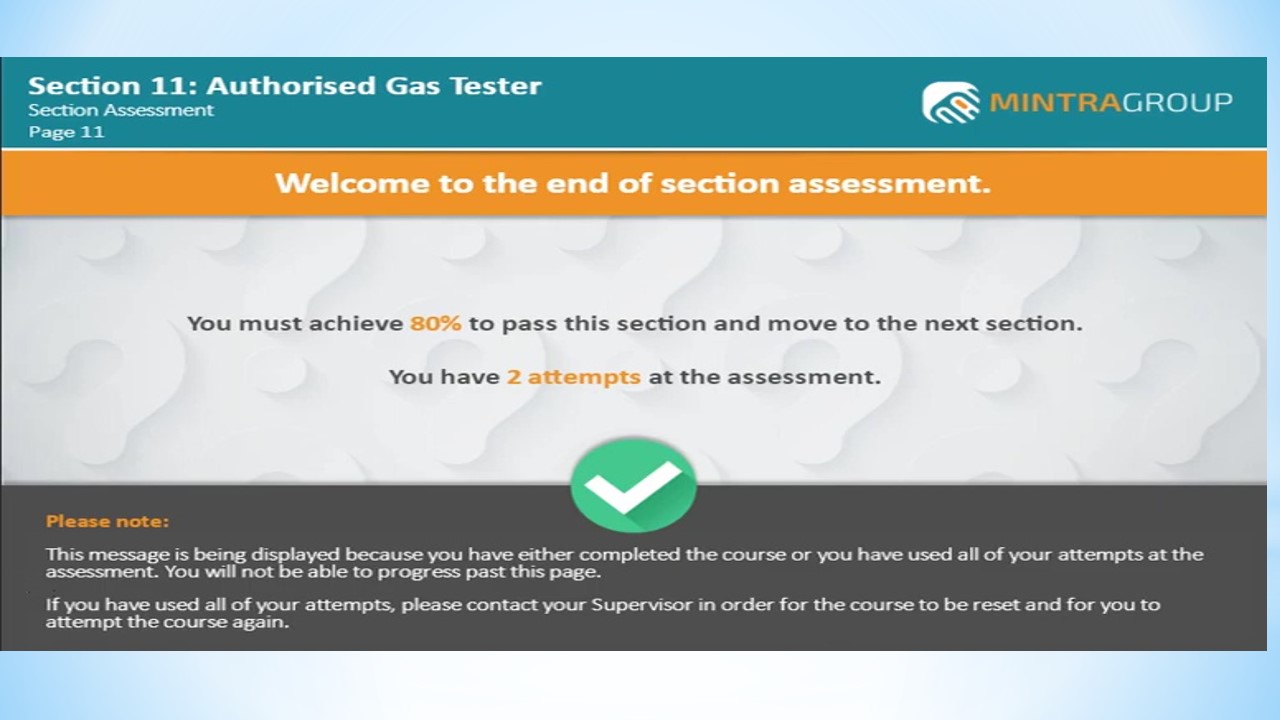 Section 11: Authorised Gas Tester
Section Assessment
Page 11
MINTRAGROUP
Welcome to the end of section assessment.
You must achieve 80% to pass this section and move to the next section.
You have 2 attempts at the assessment.
Please note:
This message is being displayed because you have either completed the course or you have used all of your attempts at the
assessment. You will not be able to progress past this page.
If you have used all of your attempts, please contact your Supervisor in order for the course to be reset and for you to
attempt the course again.